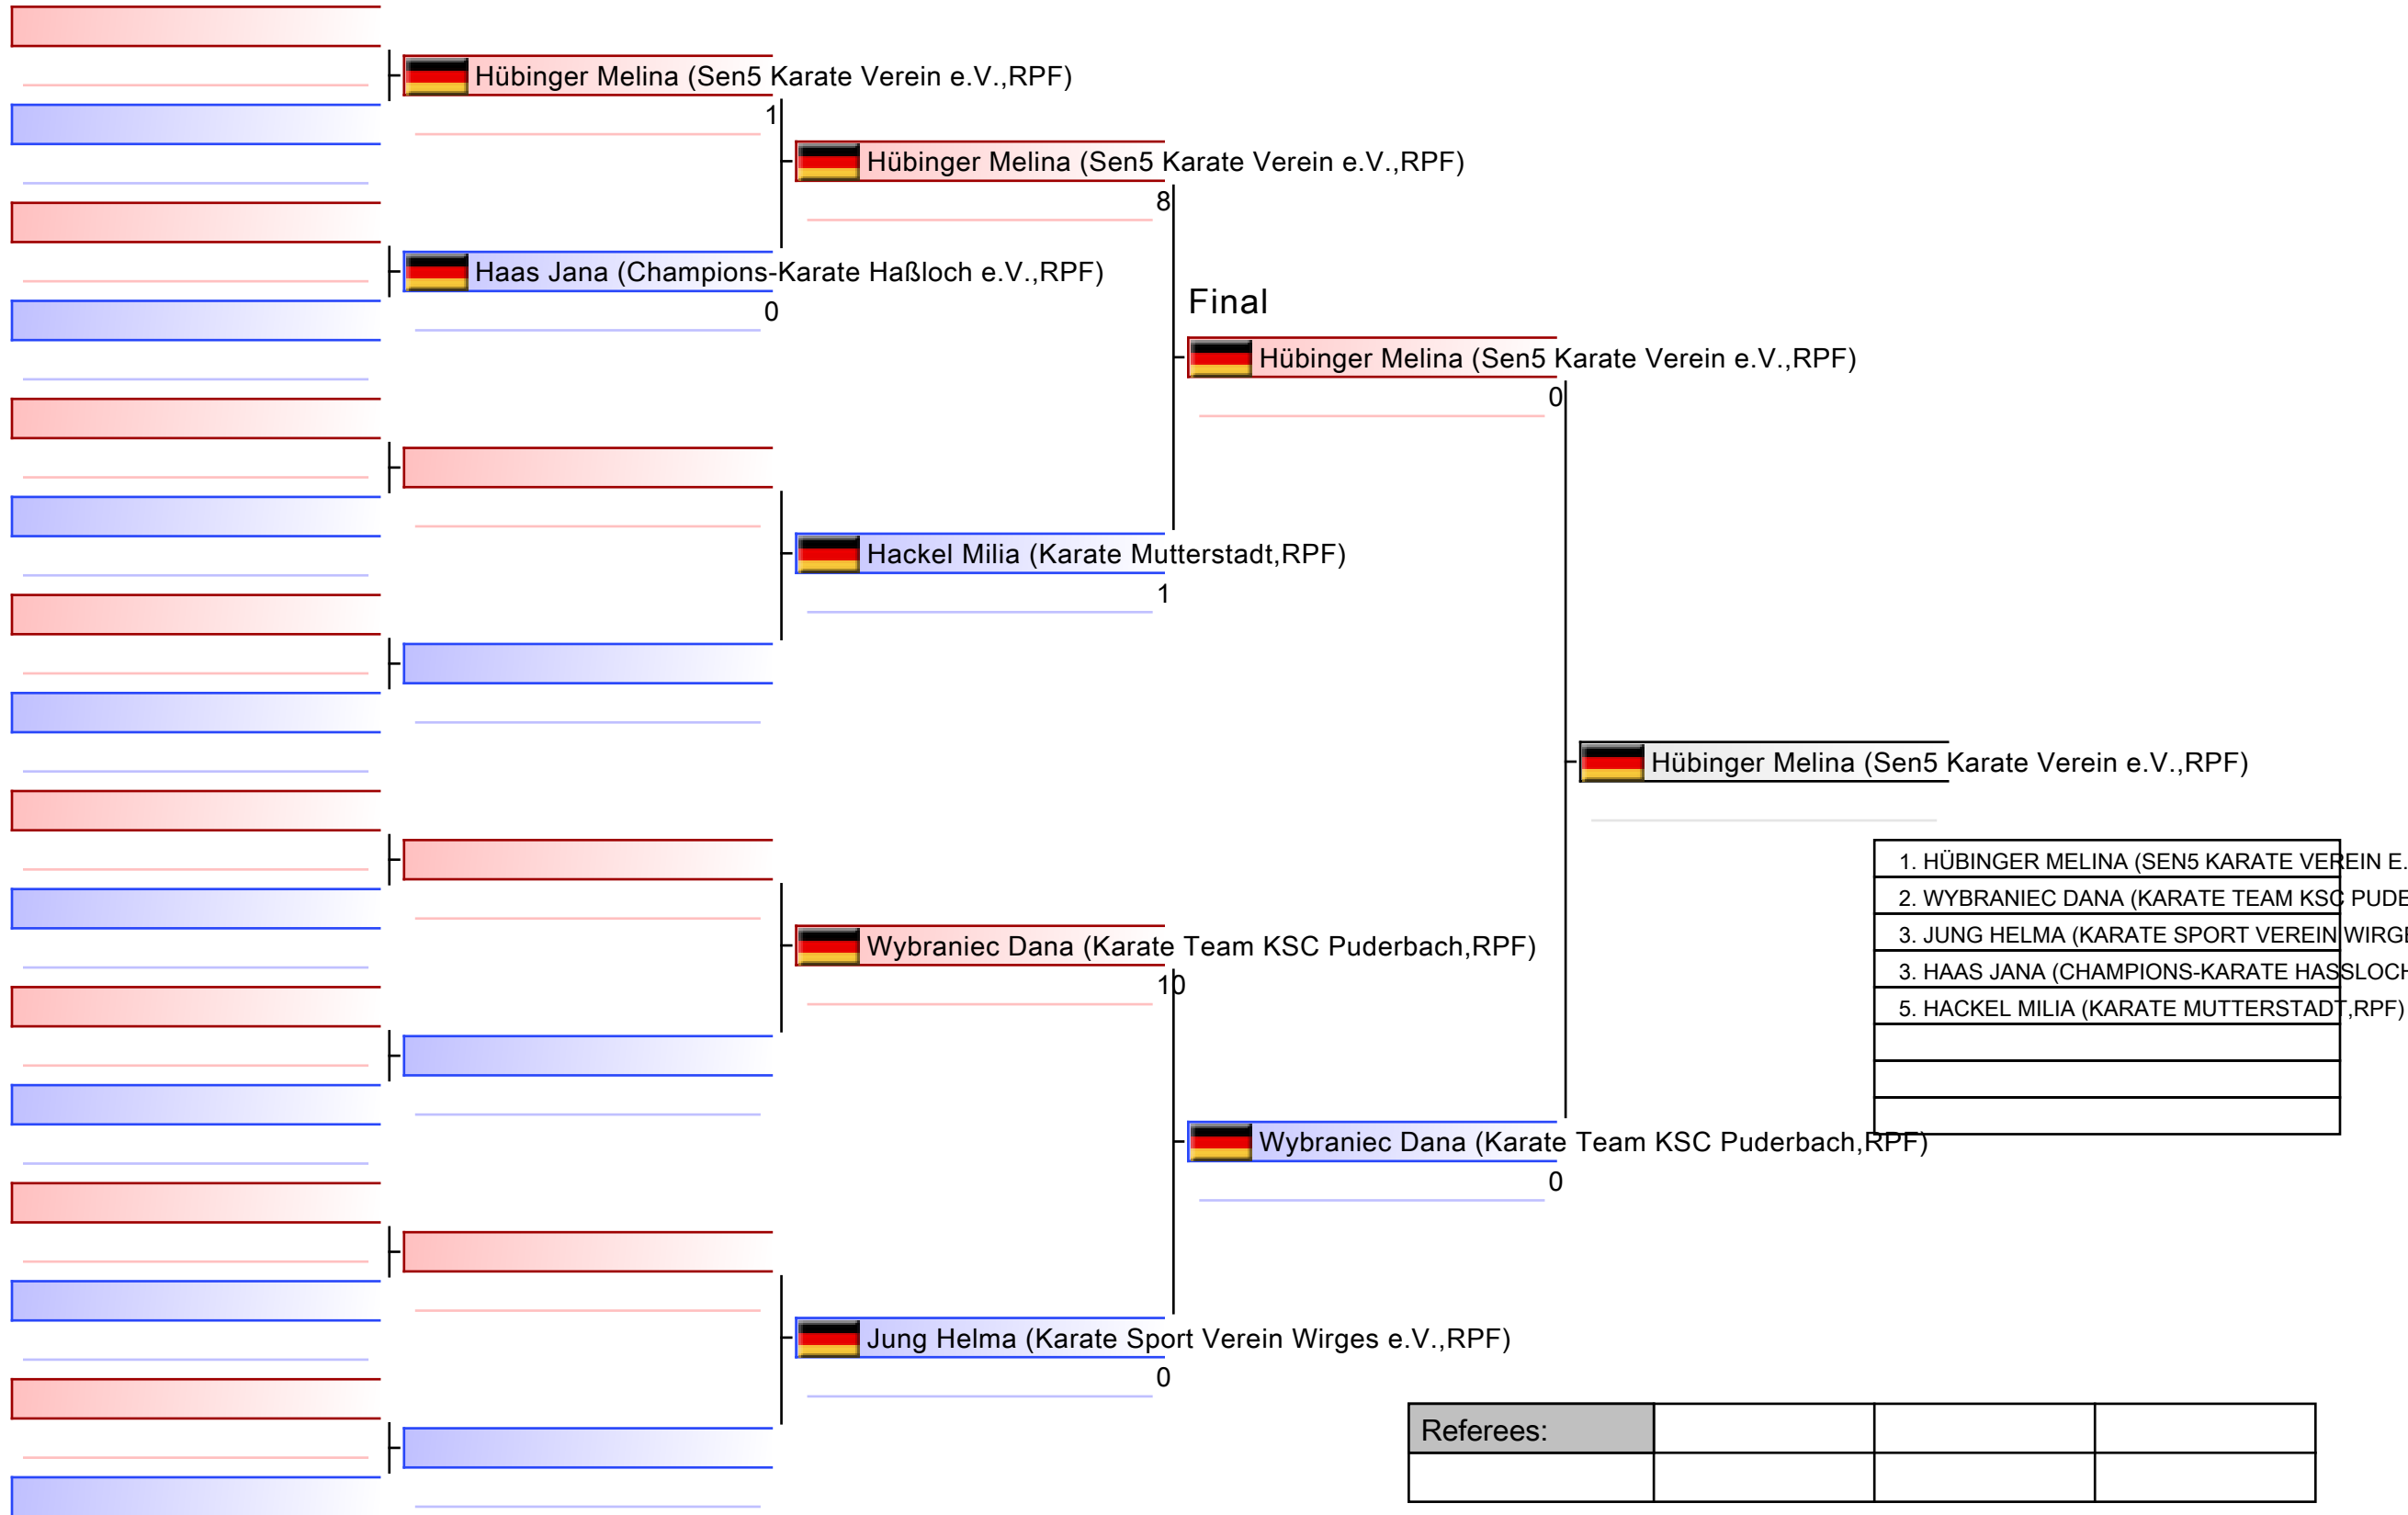 Hübinger Melina (Sen5 Karate Verein e.V.,RPF)
1
Hübinger Melina (Sen5 Karate Verein e.V.,RPF)
8
Haas Jana (Champions-Karate Haßloch e.V.,RPF)
0
Final
Hübinger Melina (Sen5 Karate Verein e.V.,RPF)
0
Hackel Milia (Karate Mutterstadt,RPF)
1
Hübinger Melina (Sen5 Karate Verein e.V.,RPF)
1. HÜBINGER MELINA (SEN5 KARATE VEREIN E.
2. WYBRANIEC DANA (KARATE TEAM KSC PUDE
3. JUNG HELMA (KARATE SPORT VEREIN WIRGE
3. HAAS JANA (CHAMPIONS-KARATE HASSLOCH
5. HACKEL MILIA (KARATE MUTTERSTADT,RPF)
Wybraniec Dana (Karate Team KSC Puderbach,RPF)
10
Wybraniec Dana (Karate Team KSC Puderbach,RPF)
0
Jung Helma (Karate Sport Verein Wirges e.V.,RPF)
0
Referees: